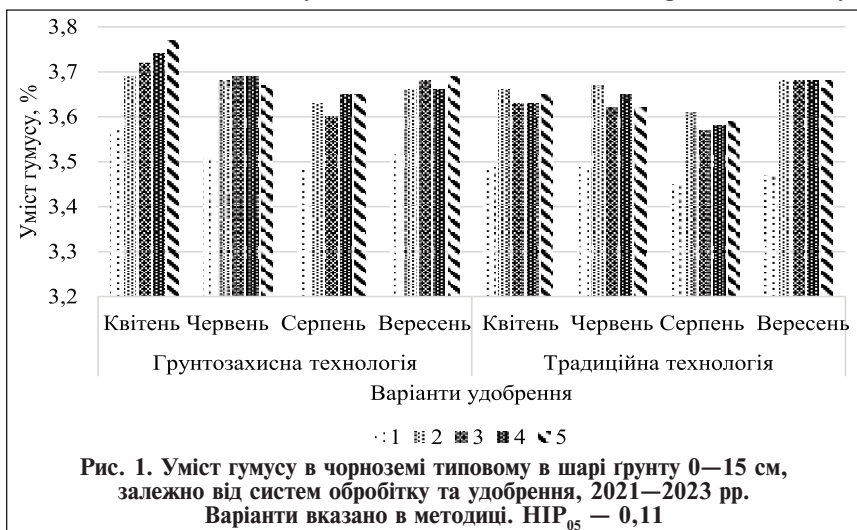 Уміст гумусу, %
3,8
3,7
3,6
3,5
3,4
3,3
3,2
Квітень Червень Серпень Вересень Квітень Червень Серпень Вересень
Грунтозахисна технологія Традиційна технологія
Варіанти удобрення
1 2 3 4 5
Рис. 1. Уміст гумусу в чорноземі типовому в шарі ґрунту 0—15 см,
залежно від систем обробітку та удобрення, 2021—2023 рр.
Варіанти вказано в методиці. НІР₀₅ — 0,11